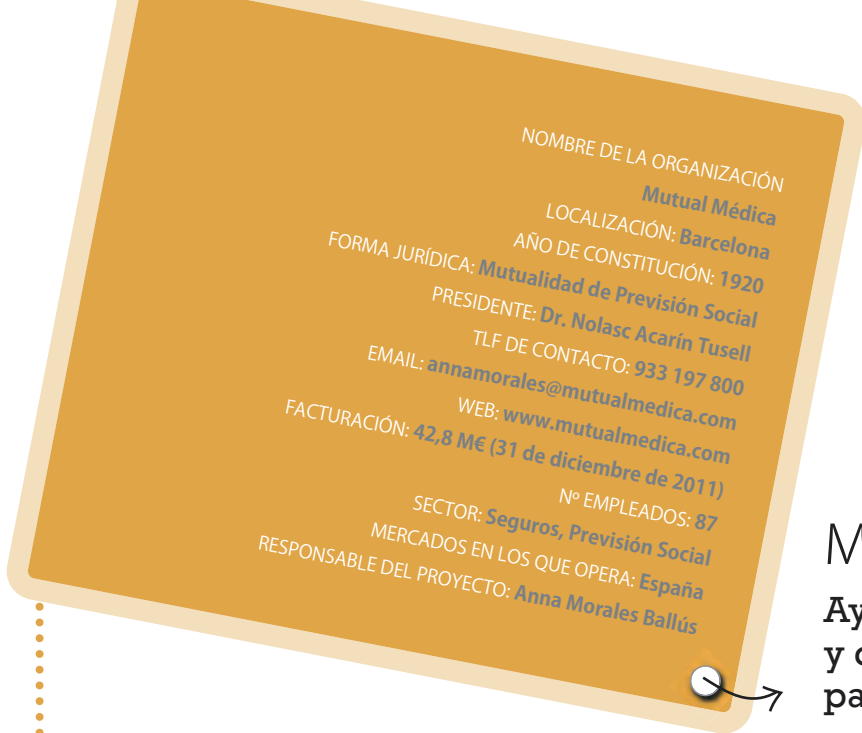 NOMBRE DE LA ORGANIZACIÓN
Mutual Médica
LOCALIZACIÓN: Barcelona
AÑO DE CONSTITUCIÓN: 1920
FORMA JURÍDICA: Mutualidad de Previsión Social
PRESIDENTE: Dr. Nolasc Acarín Tusell
TLF DE CONTACTO: 933 197 800
EMAIL: annamorales@mutualmedica.com
WEB: www.mutualmedica.com
FACTURACIÓN: 42,8 M€ (31 de diciembre de 2011)
Nº EMPLEADOS: 87
SECTOR: Seguros, Previsión Social
MERCADOS EN LOS QUE OPERA: España
RESPONSABLE DEL PROYECTO: Anna Morales Ballús